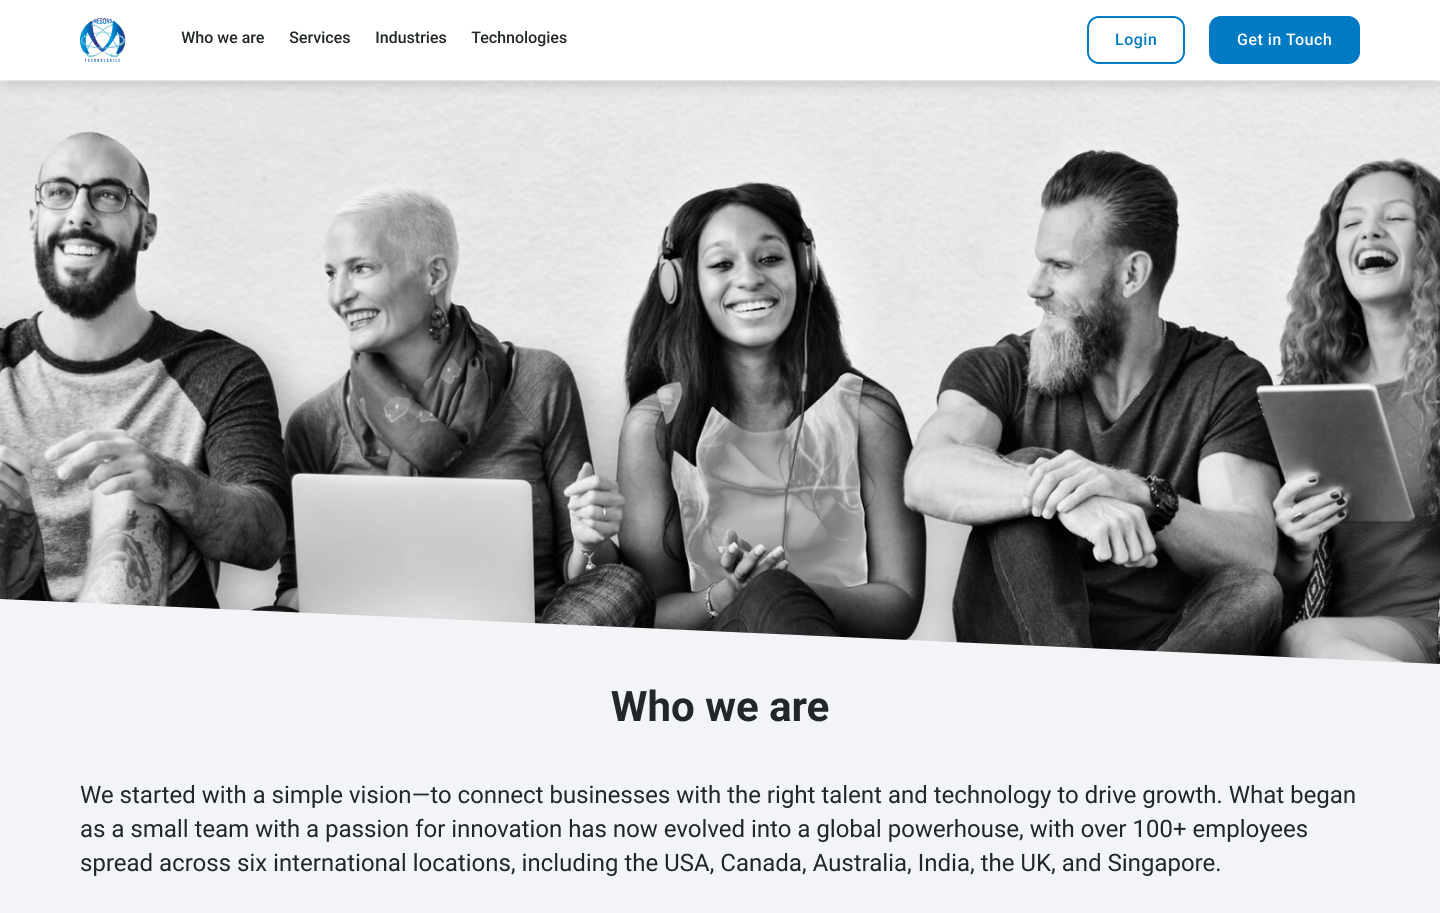 MESONS
TECHNOLOGIES
Who we are
Services
Industries
Technologies
Login
Get in Touch
Who we are
We started with a simple vision—to connect businesses with the right talent and technology to drive growth. What began
as a small team with a passion for innovation has now evolved into a global powerhouse, with over 100+ employees
spread across six international locations, including the USA, Canada, Australia, India, the UK, and Singapore.